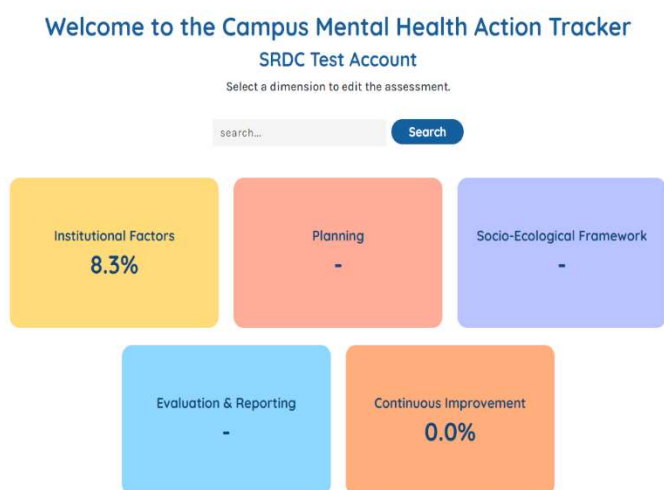 Welcome to the Campus Mental Health Action Tracker
SRDC Test Account
Select a dimension to edit the assessment.
search...
Search
Institutional Factors
8.3%
Planning
-
Socio-Ecological Framework
-
Evaluation & Reporting
-
Continuous Improvement
0.0%